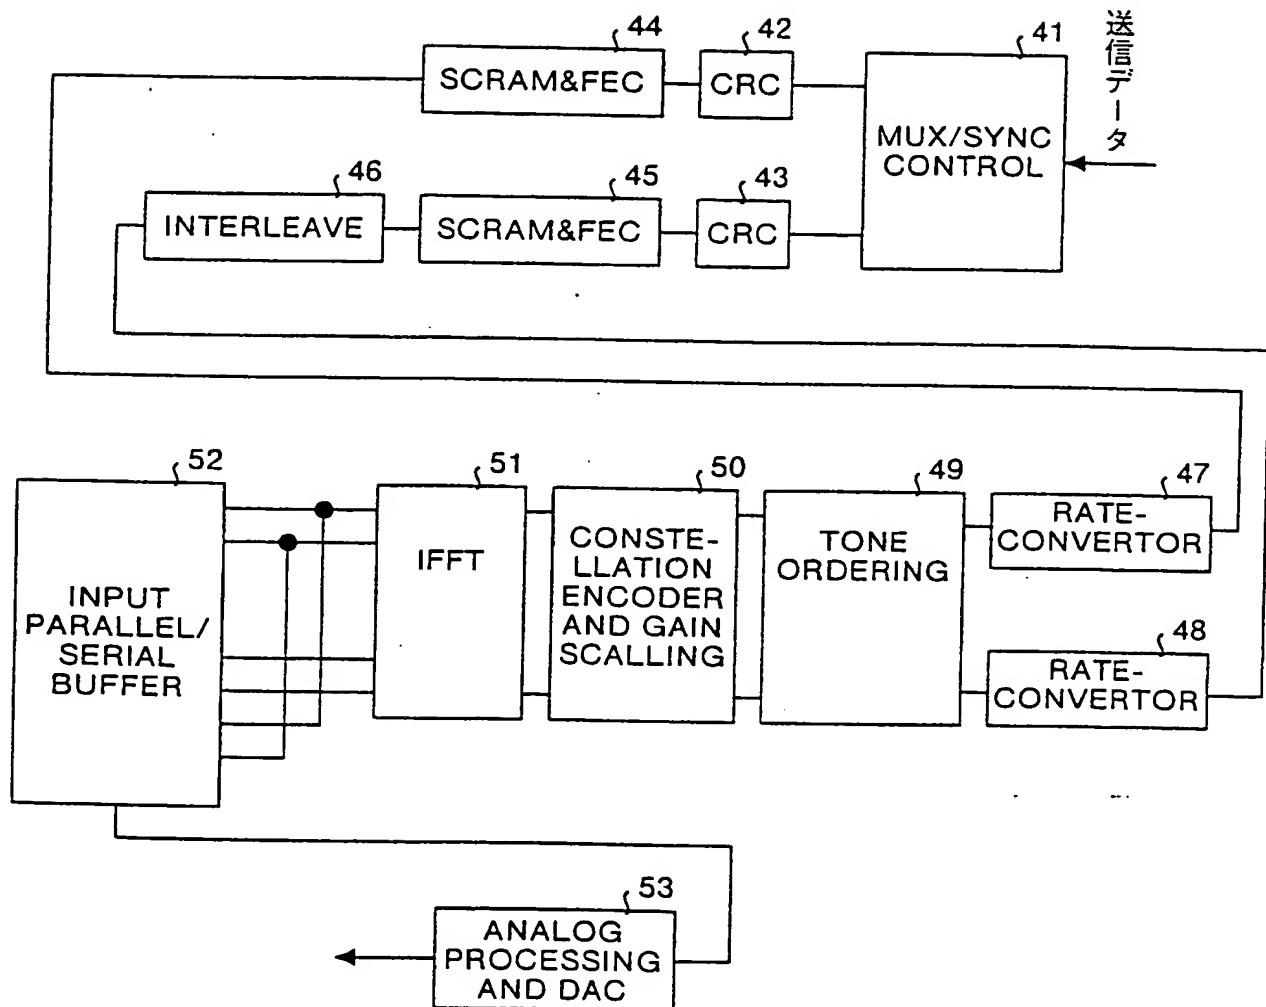 44
42
41
送信データ
SCRAM&FEC
CRC
MUX/SYNC
CONTROL
46
45
43
INTERLEAVE
SCRAM&FEC
CRC
52
51
50
49
47
RATE-
CONVERTOR
INPUT
PARALLEL/
SERIAL
BUFFER
IFFT
CONSTE-
LLATION
ENCODER
AND GAIN
SCALLING
TONE
ORDERING
48
RATE-
CONVERTOR
53
ANALOG
PROCESSING
AND DAC